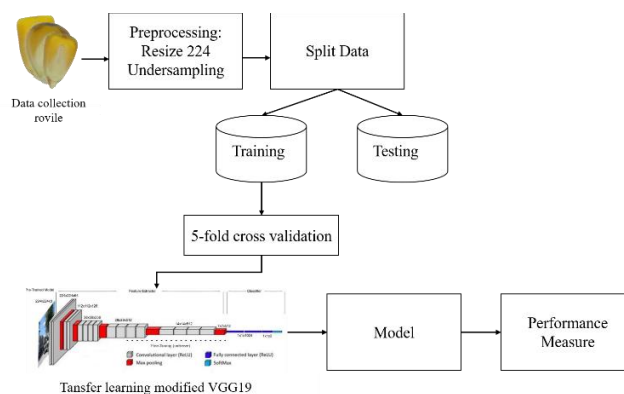 Preprocessing:
Resize 224
Undersampling
Split Data
Data collection
rovile
Training
Testing
5-fold cross validation
Convolutional layer (ReLU)
Fully connected layer (ReLU)
Max pooling
SoftMax
Model
Performance
Measure
Tansfer learning modified VGG19